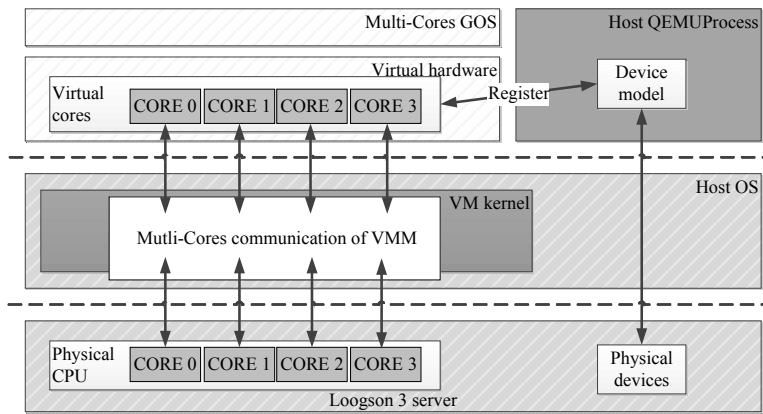 Multi-Cores GOS
Host QEMUProcess
Virtual hardware
Virtual
cores
CORE 0
CORE 1
CORE 2
CORE 3
Register
Device
model
Host OS
VM kernel
Mutli-Cores communication of VMM
Physical
CPU
CORE 0
CORE 1
CORE 2
CORE 3
Physical
devices
Loogson 3 server